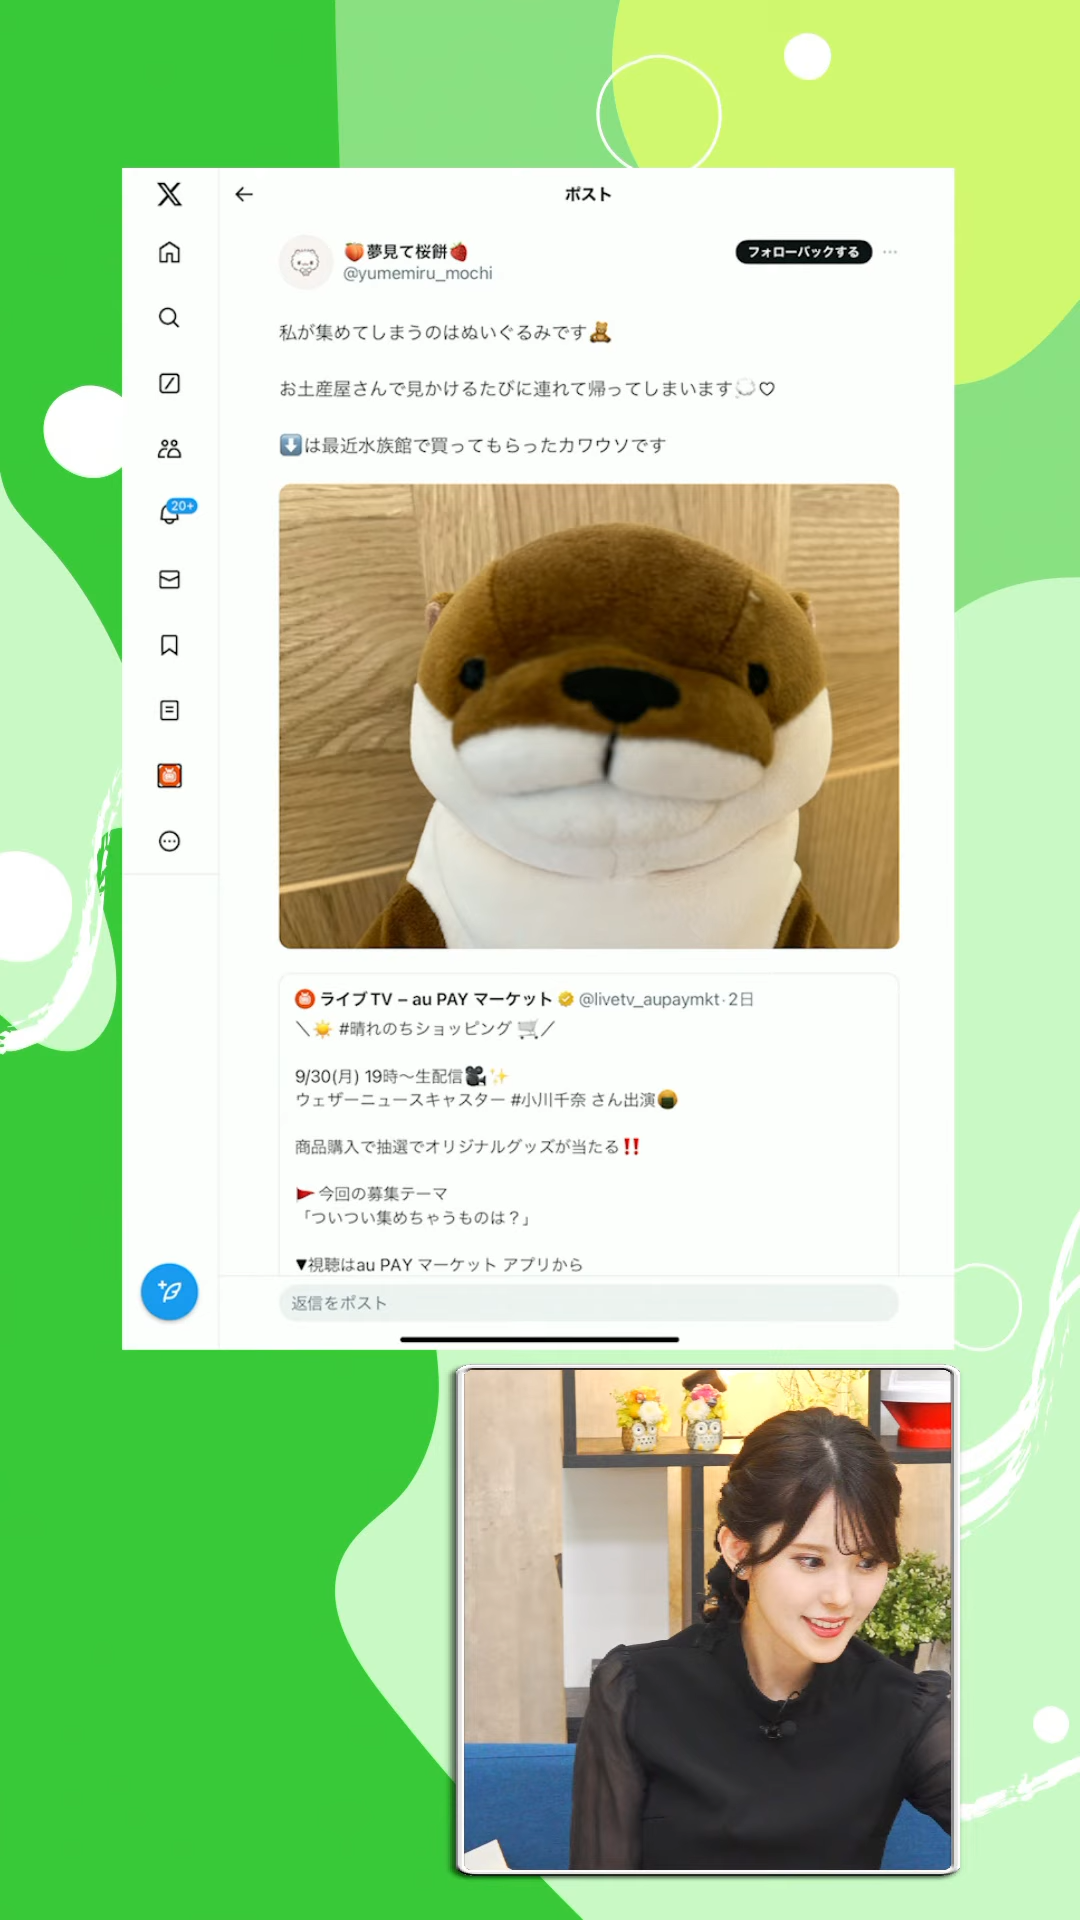 ポスト
🍑夢見て桜餅🍓
@yumemiru_mochi
フォローバックする
私が集めてしまうのはぬいぐるみです🧸
お土産屋さんで見かけるたびに連れて帰ってしまいます💭♡
⬇️は最近水族館で買ってもらったカワウソです
20+
ライブTV – au PAY マーケット @livetv_aupaymkt·2日
＼☀️ #晴れのちショッピング 🛒／
9/30(月) 19時〜生配信🎥✨
ウェザーニュースキャスター #小川千奈 さん出演🍘
商品購入で抽選でオリジナルグッズが当たる‼️
🚩今回の募集テーマ
「ついつい集めちゃうものは？」
▼視聴はau PAY マーケット アプリから
返信をポスト